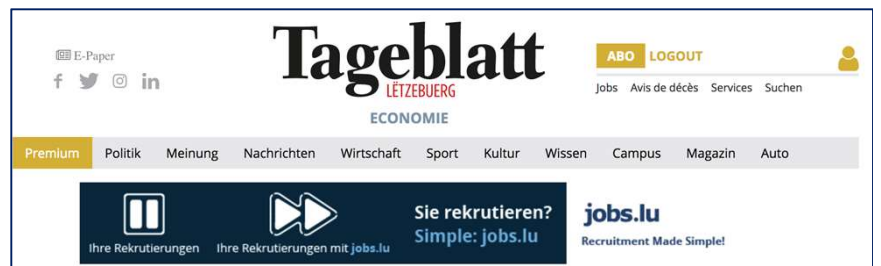 E-Paper
Tageblatt
LËTZEBUERG
ECONOMIE
ABO LOGOUT
Jobs Avis de décès Services Suchen
Premium Politik Meinung Nachrichten Wirtschaft Sport Kultur Wissen Campus Magazin Auto
Ihre Rekrutierungen
Ihre Rekrutierungen mit jobs.lu
Sie rekrutieren?
Simple: jobs.lu
jobs.lu
Recruitment Made Simple!